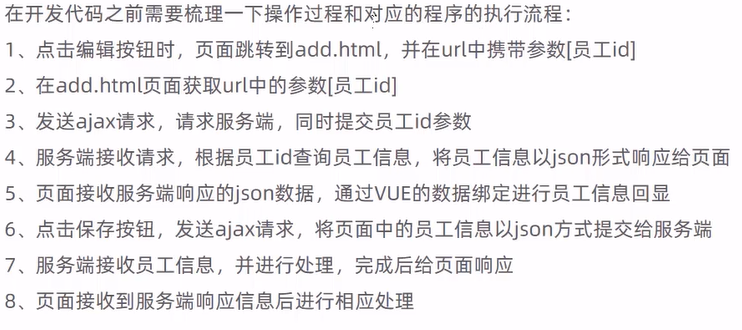 在开发代码之前需要梳理一下操作过程和对应的程序的执行流程：
1、点击编辑按钮时，页面跳转到add.html，并在url中携带参数[员工id]
2、在add.html页面获取url中的参数[员工id]
3、发送ajax请求，请求服务端，同时提交员工id参数
4、服务端接收请求，根据员工id查询员工信息，将员工信息以json形式响应给页面
5、页面接收服务端响应的json数据，通过VUE的数据绑定进行员工信息回显
6、点击保存按钮，发送ajax请求，将页面中的员工信息以json方式提交给服务端
7、服务端接收员工信息，并进行处理，完成后给页面响应
8、页面接收到服务端响应信息后进行相应处理